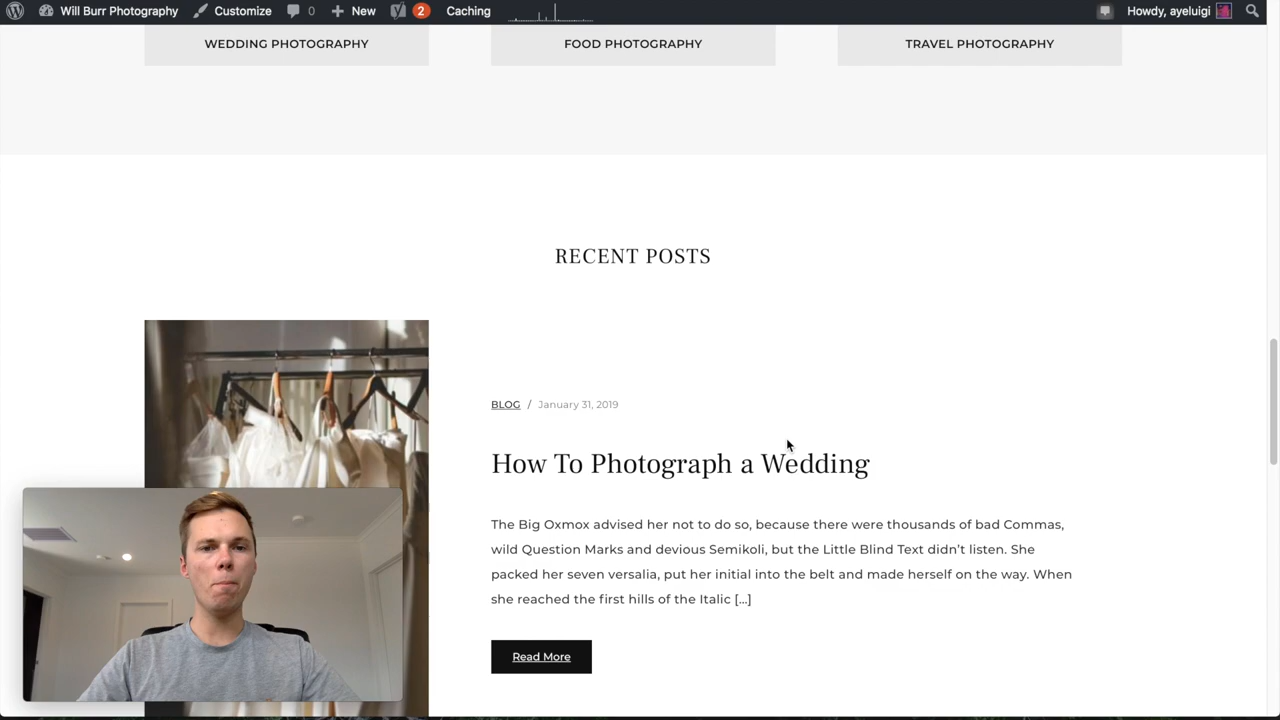 Will Burr Photography Customize 0 New 2 Caching Howdy, ayeluigi
WEDDING PHOTOGRAPHY FOOD PHOTOGRAPHY TRAVEL PHOTOGRAPHY
RECENT POSTS
BLOG / January 31, 2019
How To Photograph a Wedding
The Big Oxmox advised her not to do so, because there were thousands of bad Commas,
wild Question Marks and devious Semikoli, but the Little Blind Text didn’t listen. She
packed her seven versalia, put her initial into the belt and made herself on the way. When
she reached the first hills of the Italic […]
Read More